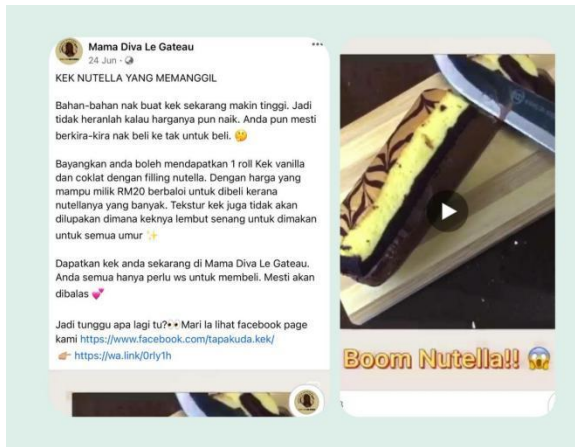 Mama Diva Le Gateau
24 Jun
KEK NUTELLA YANG MEMANGGIL
Bahan-bahan nak buat kek sekarang makin tinggi. Jadi
tidak heranlah kalau harganya pun naik. Anda pun mesti
berkira-kira nak beli ke tak untuk beli. 🤔
Bayangkan anda boleh mendapatkan 1 roll Kek vanilla
dan coklat dengan filling nutella. Dengan harga yang
mampu milik RM20 berbaloi untuk dibeli kerana
nutellanya yang banyak. Tekstur kek juga tidak akan
dilupakan dimana keknya lembut senang untuk dimakan
untuk semua umur ✨
Dapatkan kek anda sekarang di Mama Diva Le Gateau.
Anda semua hanya perlu ws untuk membeli. Mesti akan
dibalas 💕
Jadi tunggu apa lagi tu?👀 Mari la lihat facebook page
kami https://www.facebook.com/tapakuda.kek/
👉 https://wa.link/0rly1h
Boom Nutella!! 😱